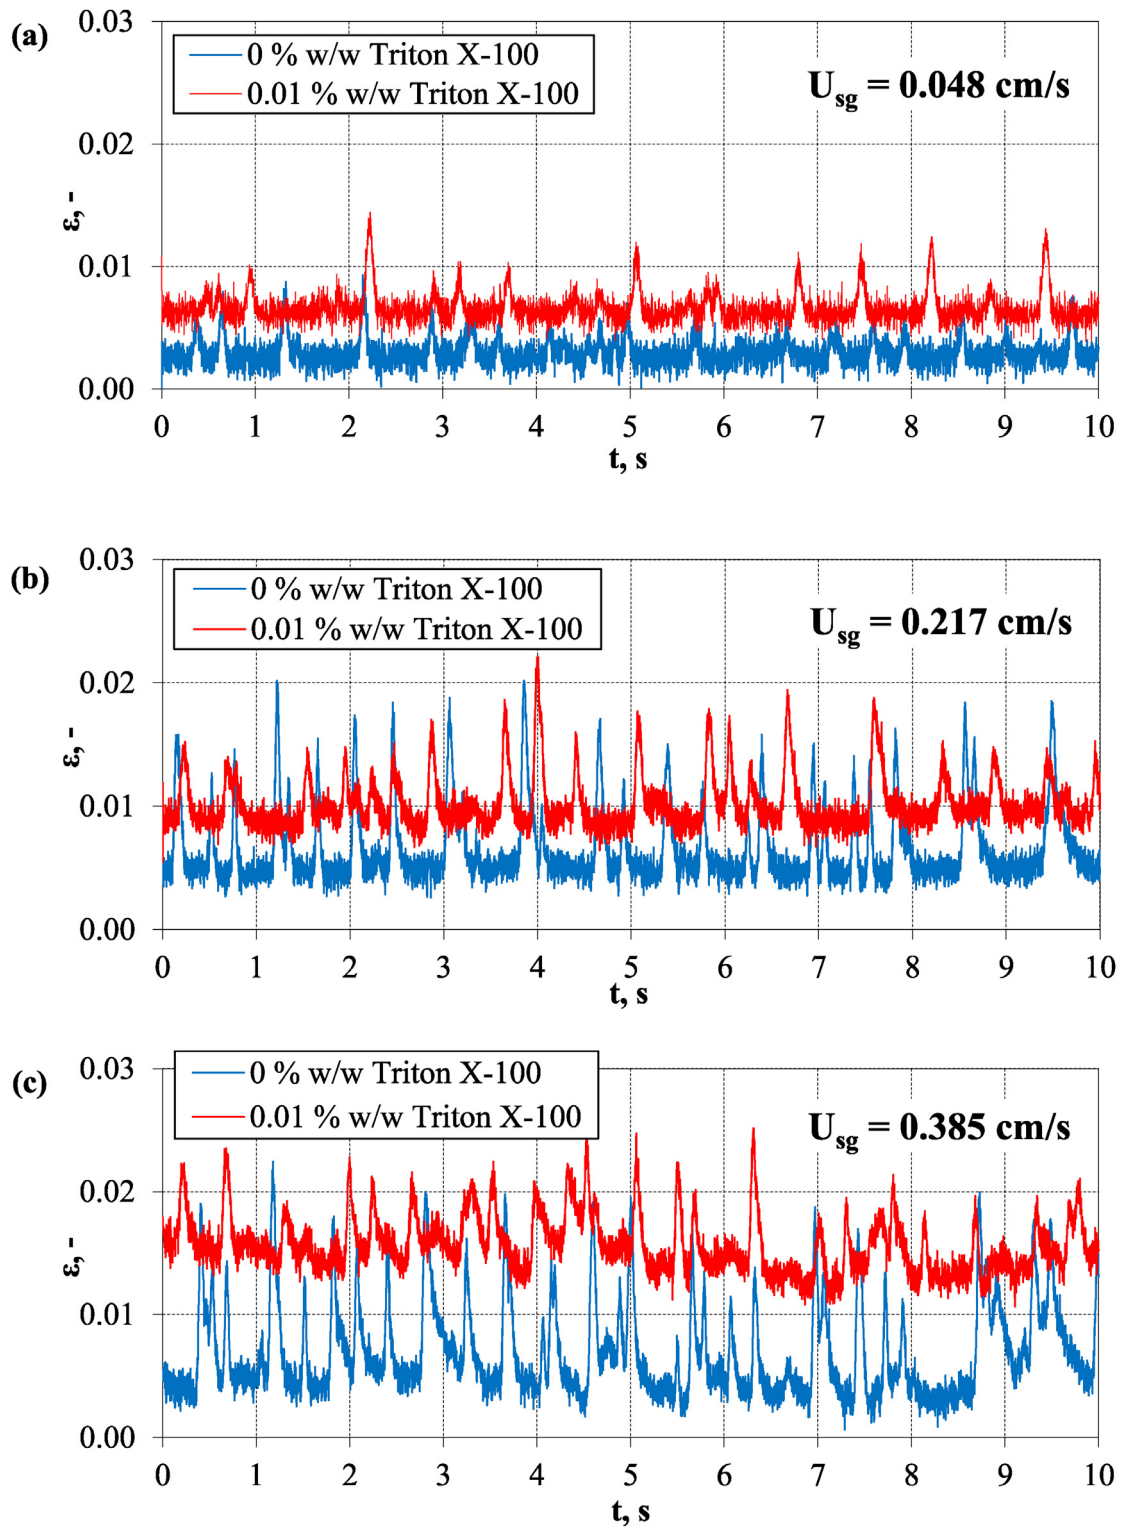 (a)
0.03
0 % w/w Triton X-100
0.01 % w/w Triton X-100
U_sg = 0.048 cm/s
0.02
ε, -
0.01
0.00
0 1 2 3 4 5 6 7 8 9 10
t, s
(b)
0.03
0 % w/w Triton X-100
0.01 % w/w Triton X-100
U_sg = 0.217 cm/s
0.02
ε, -
0.01
0.00
0 1 2 3 4 5 6 7 8 9 10
t, s
(c)
0.03
0 % w/w Triton X-100
0.01 % w/w Triton X-100
U_sg = 0.385 cm/s
0.02
ε, -
0.01
0.00
0 1 2 3 4 5 6 7 8 9 10
t, s